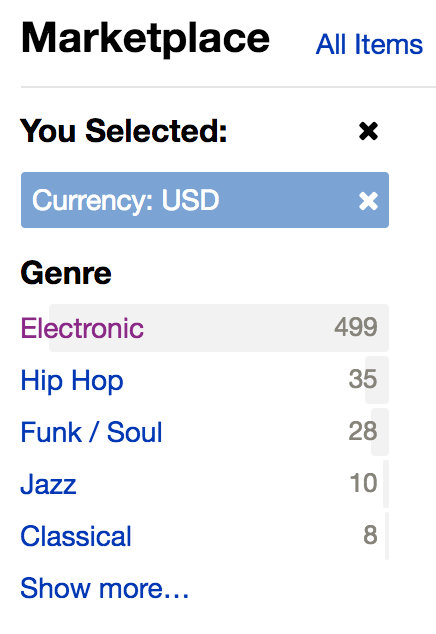 Marketplace All Items
You Selected: ✖
Currency: USD ✖
Genre
Electronic 499
Hip Hop 35
Funk / Soul 28
Jazz 10
Classical 8
Show more…